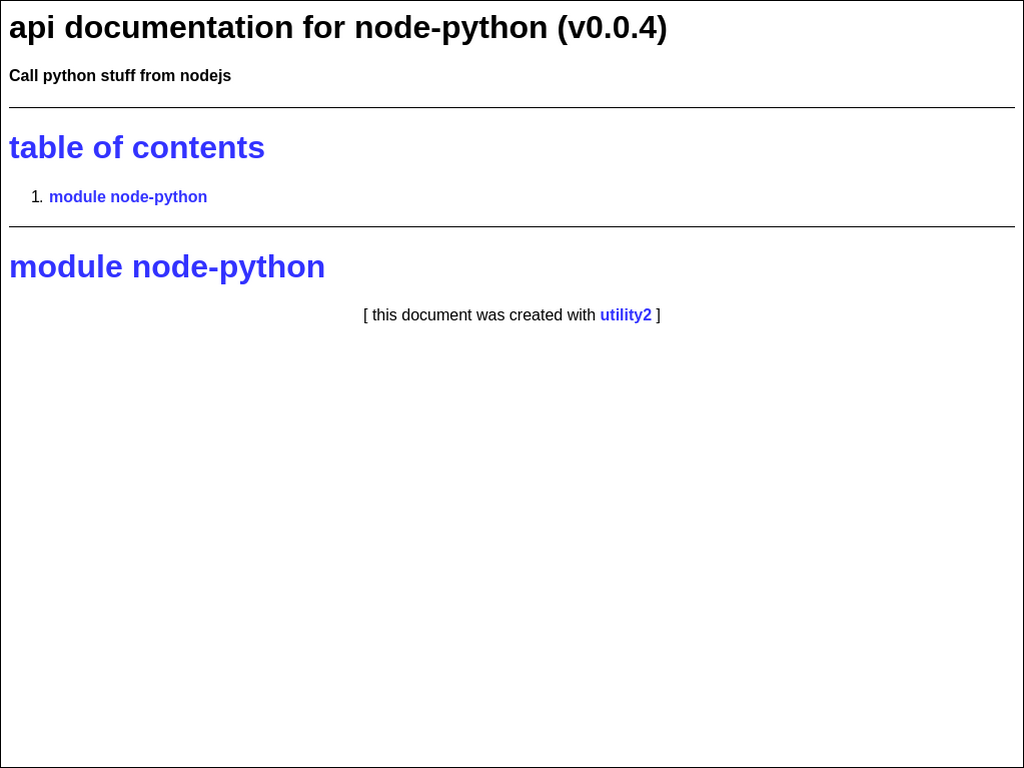 api documentation for node-python (v0.0.4)
Call python stuff from nodejs
table of contents
1. module node-python
module node-python
[ this document was created with utility2 ]